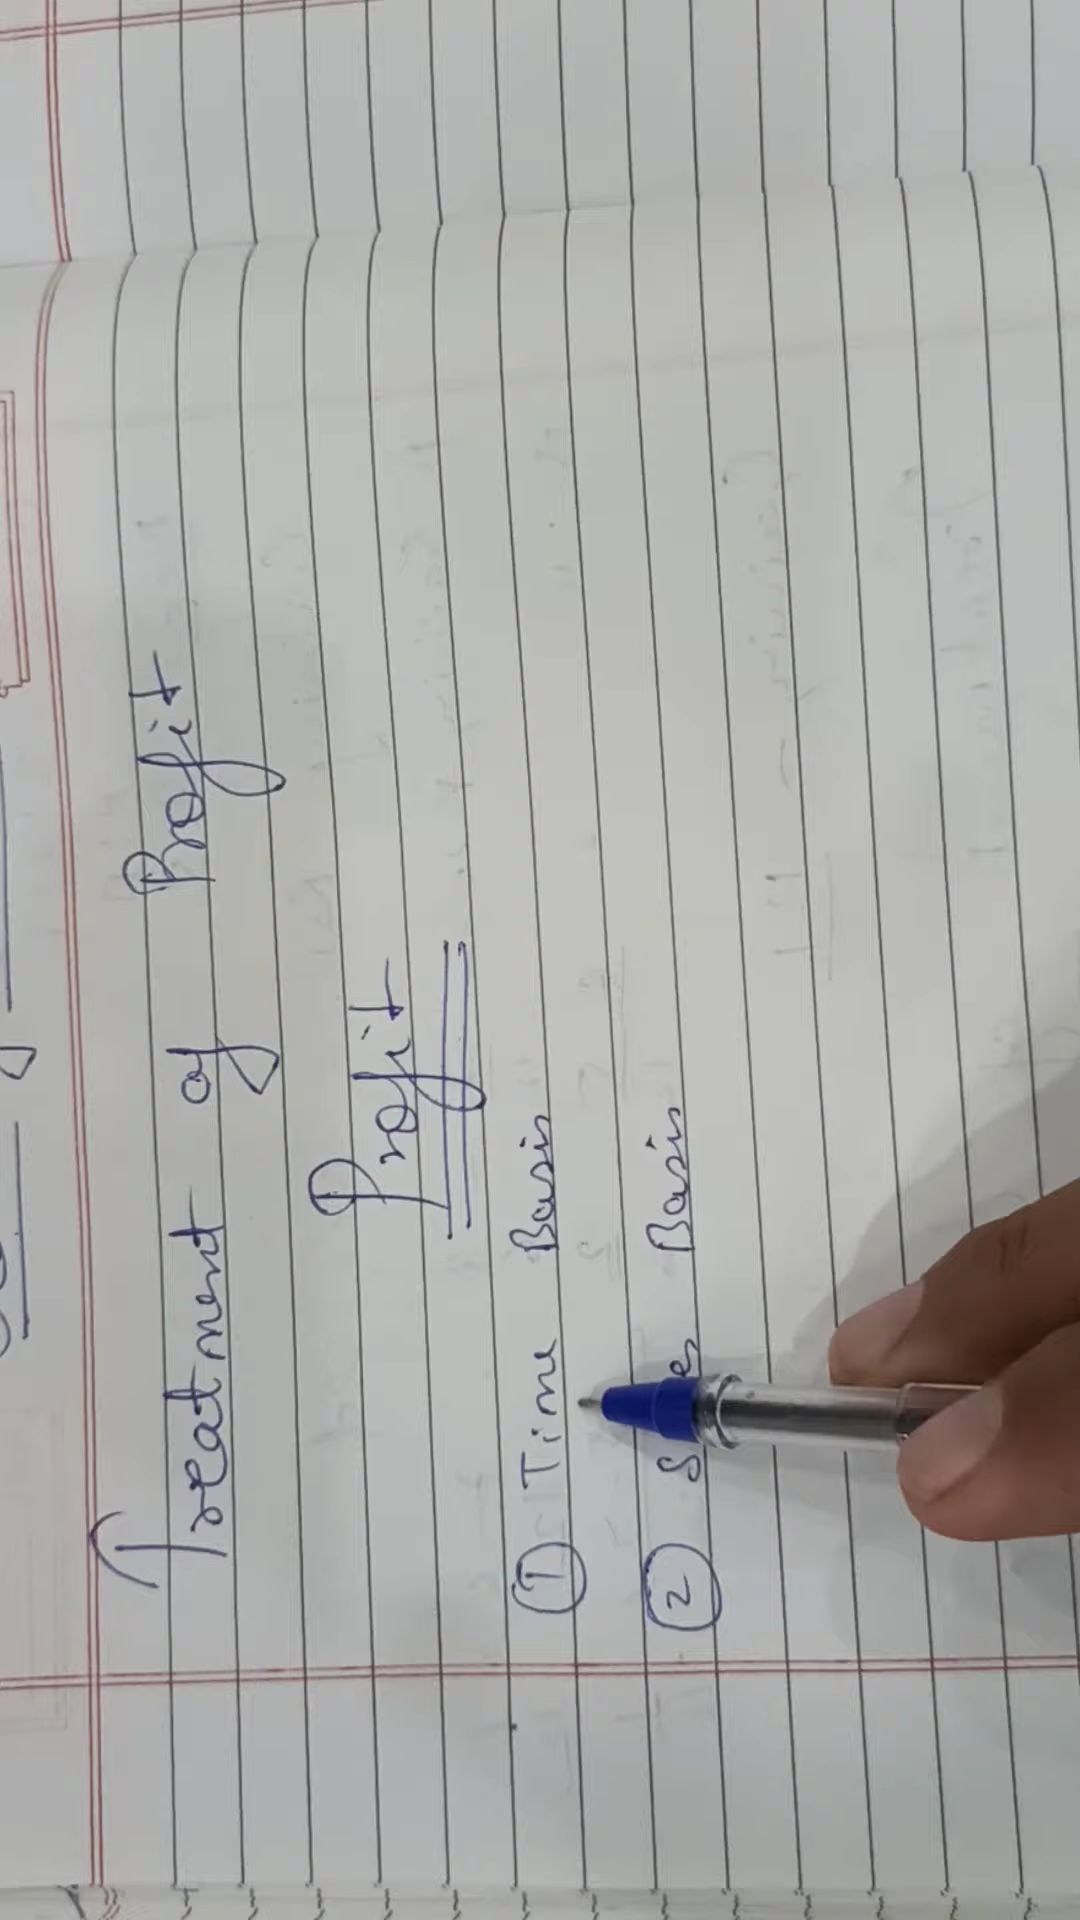 Treatment of Profit
Profit
① Time Basis
② Basis